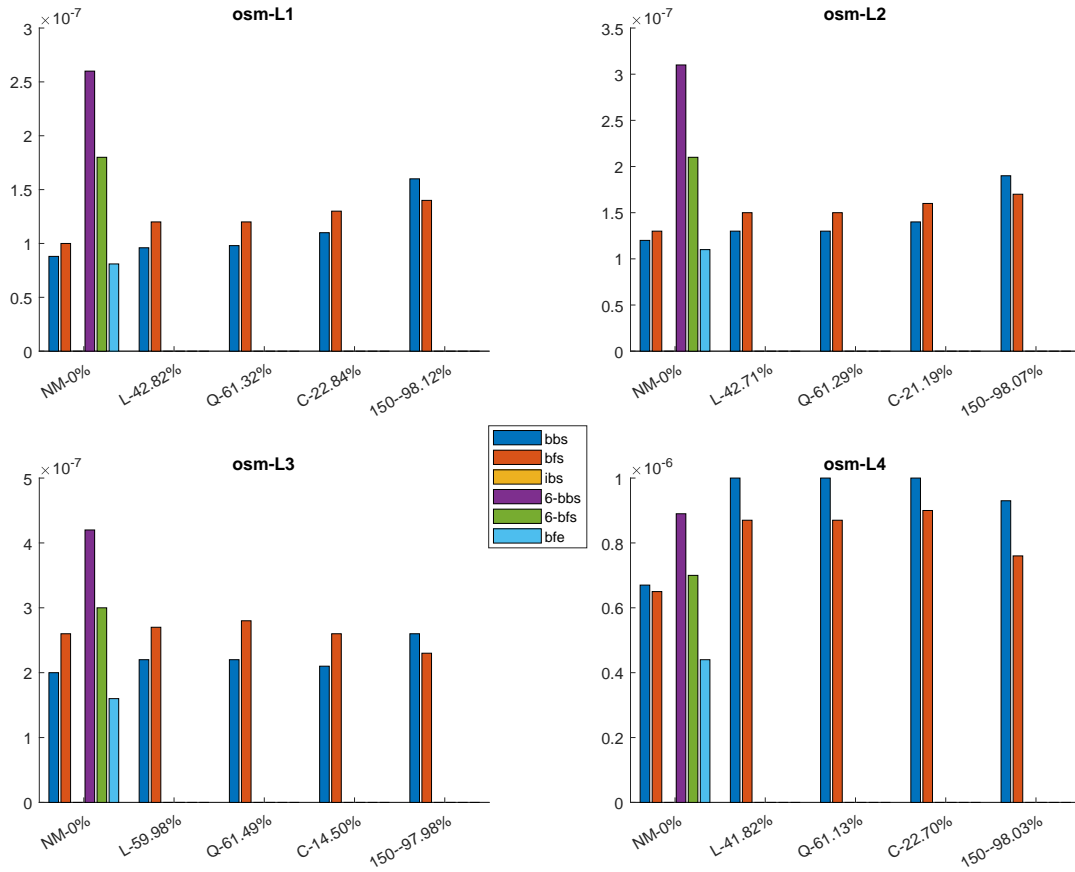 osm-L1
×10-7
3
2.5
2
1.5
1
0.5
0
NM-0%
L-42.82%
Q-61.32%
C-22.84%
150--98.12%
osm-L2
×10-7
3.5
3
2.5
2
1.5
1
0.5
0
NM-0%
L-42.71%
Q-61.29%
C-21.19%
150--98.07%
bbs
bfs
ibs
6-bbs
6-bfs
bfe
osm-L3
×10-7
5
4
3
2
1
0
NM-0%
L-59.98%
Q-61.49%
C-14.50%
150--97.98%
osm-L4
×10-6
1
0.8
0.6
0.4
0.2
0
NM-0%
L-41.82%
Q-61.13%
C-22.70%
150--98.03%